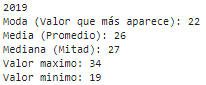 2019
Moda (Valor que más aparece): 22
Media (Promedio): 26
Mediana (Mitad): 27
Valor maximo: 34
Valor minimo: 19